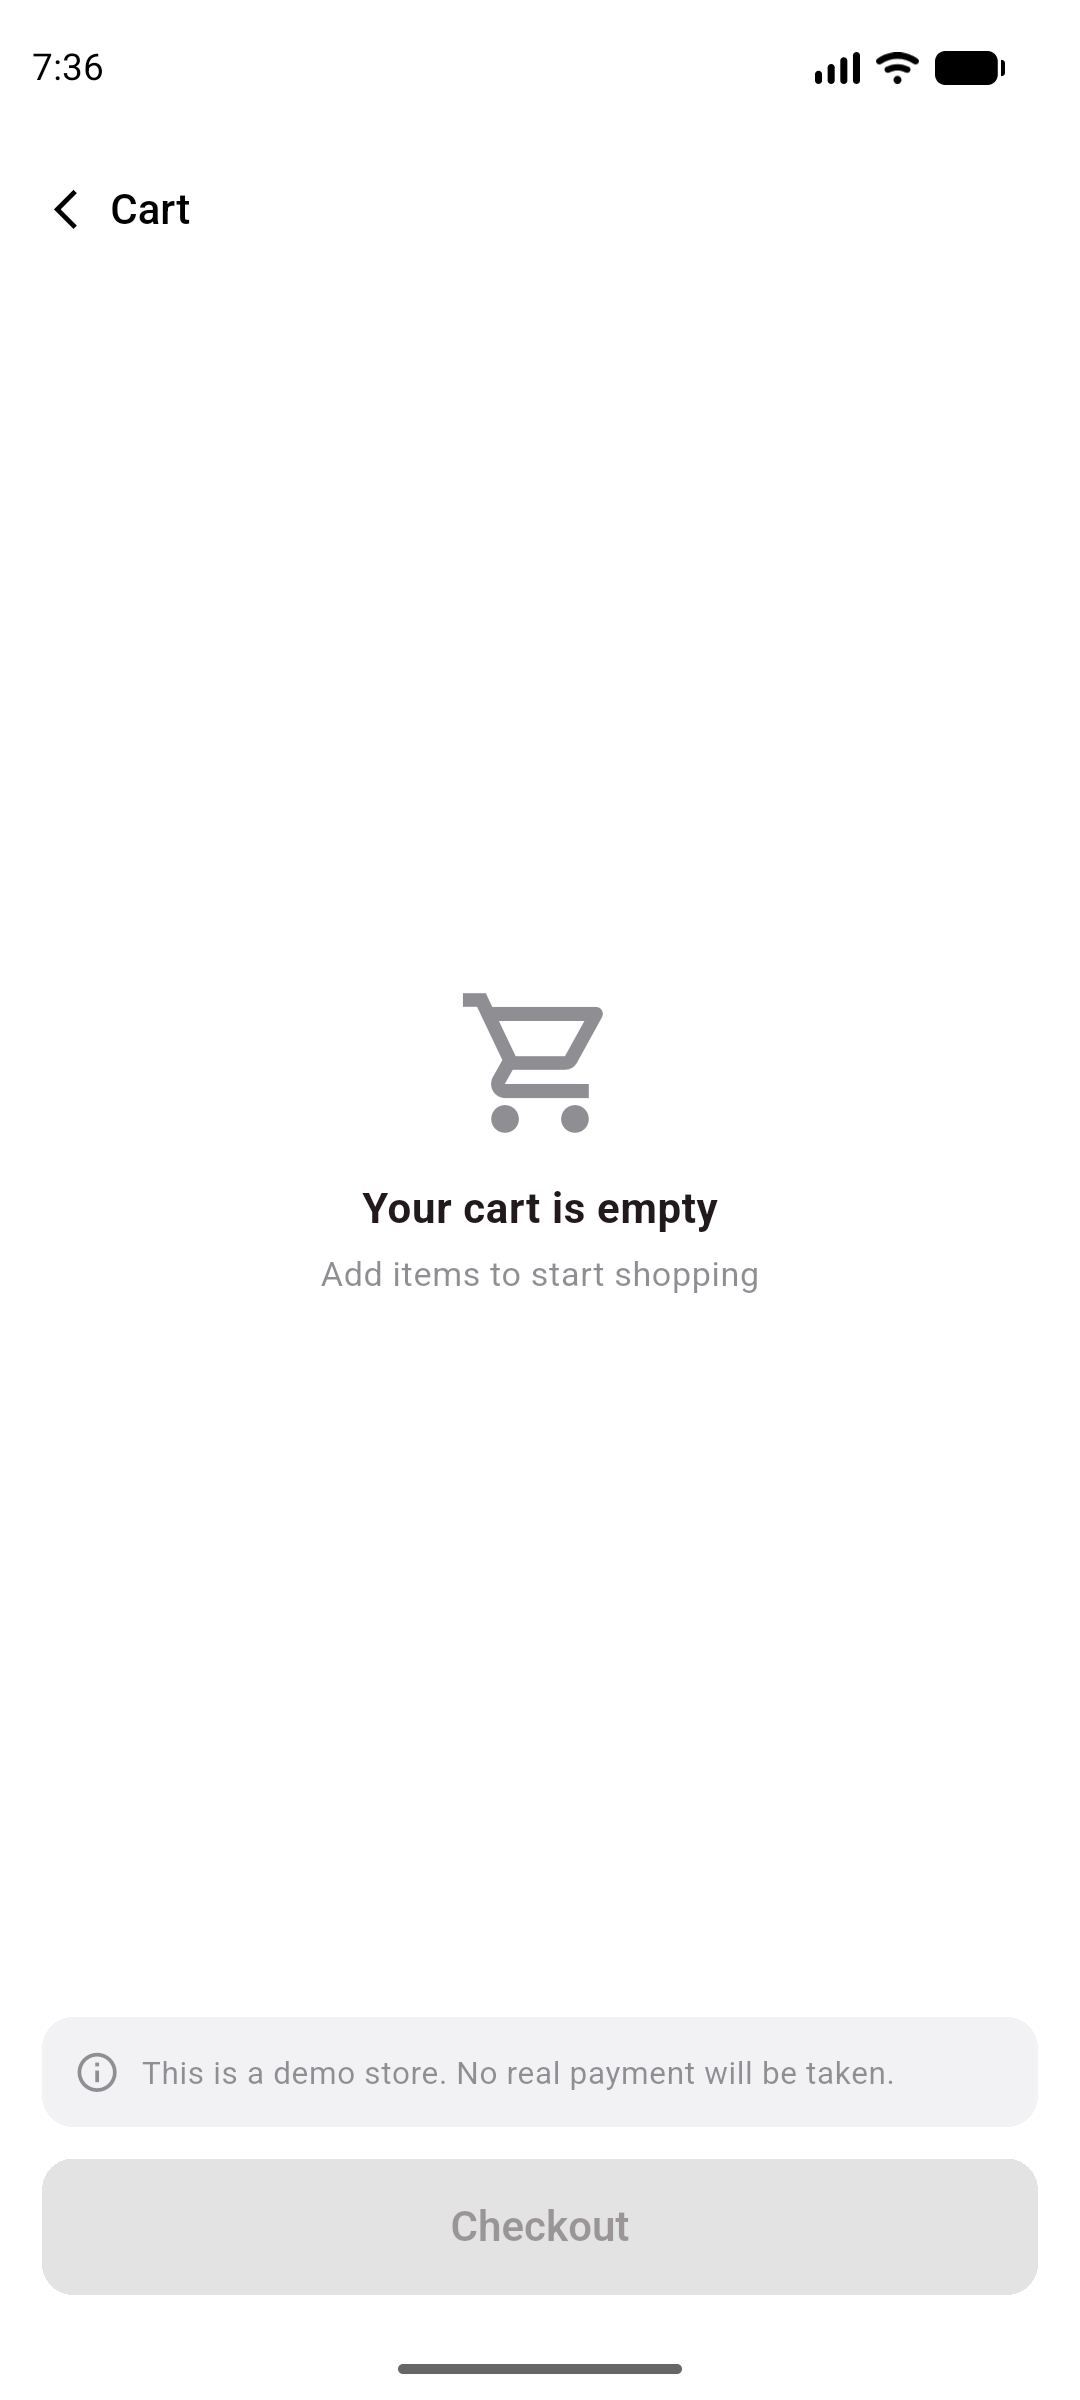 7:36
Cart
Your cart is empty
Add items to start shopping
This is a demo store. No real payment will be taken.
Checkout